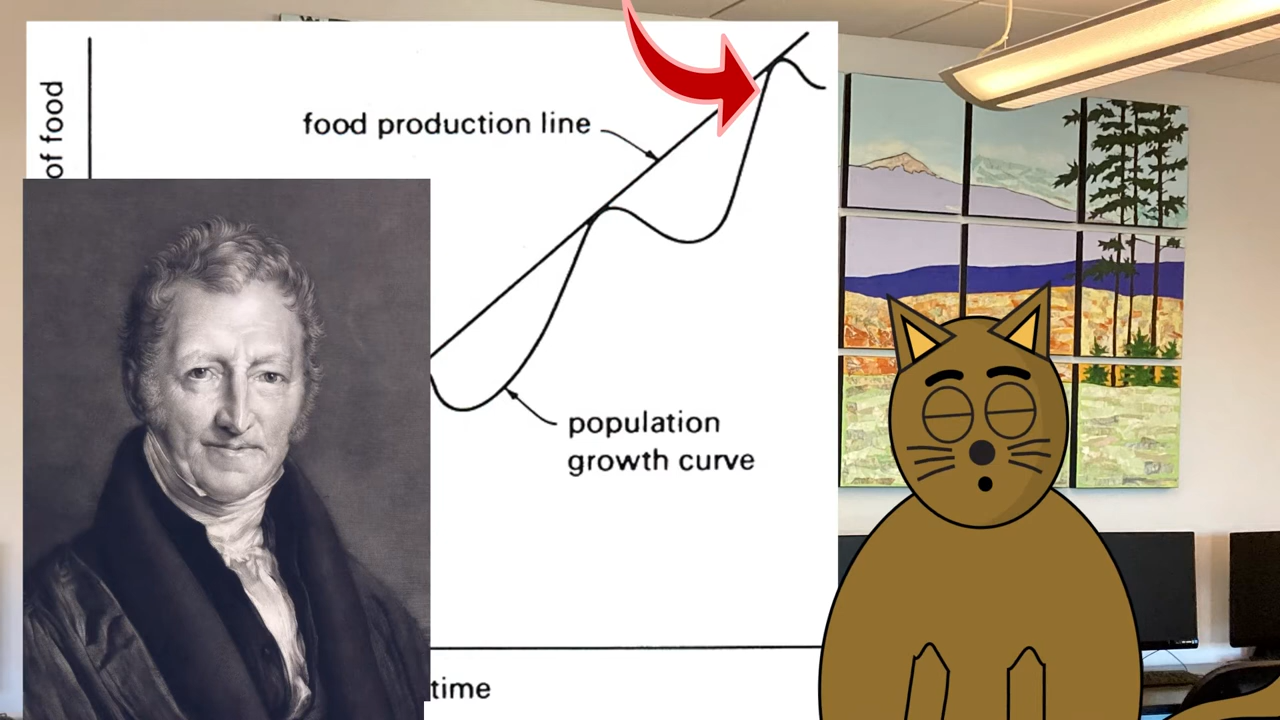 of food
food production line
population
growth curve
time